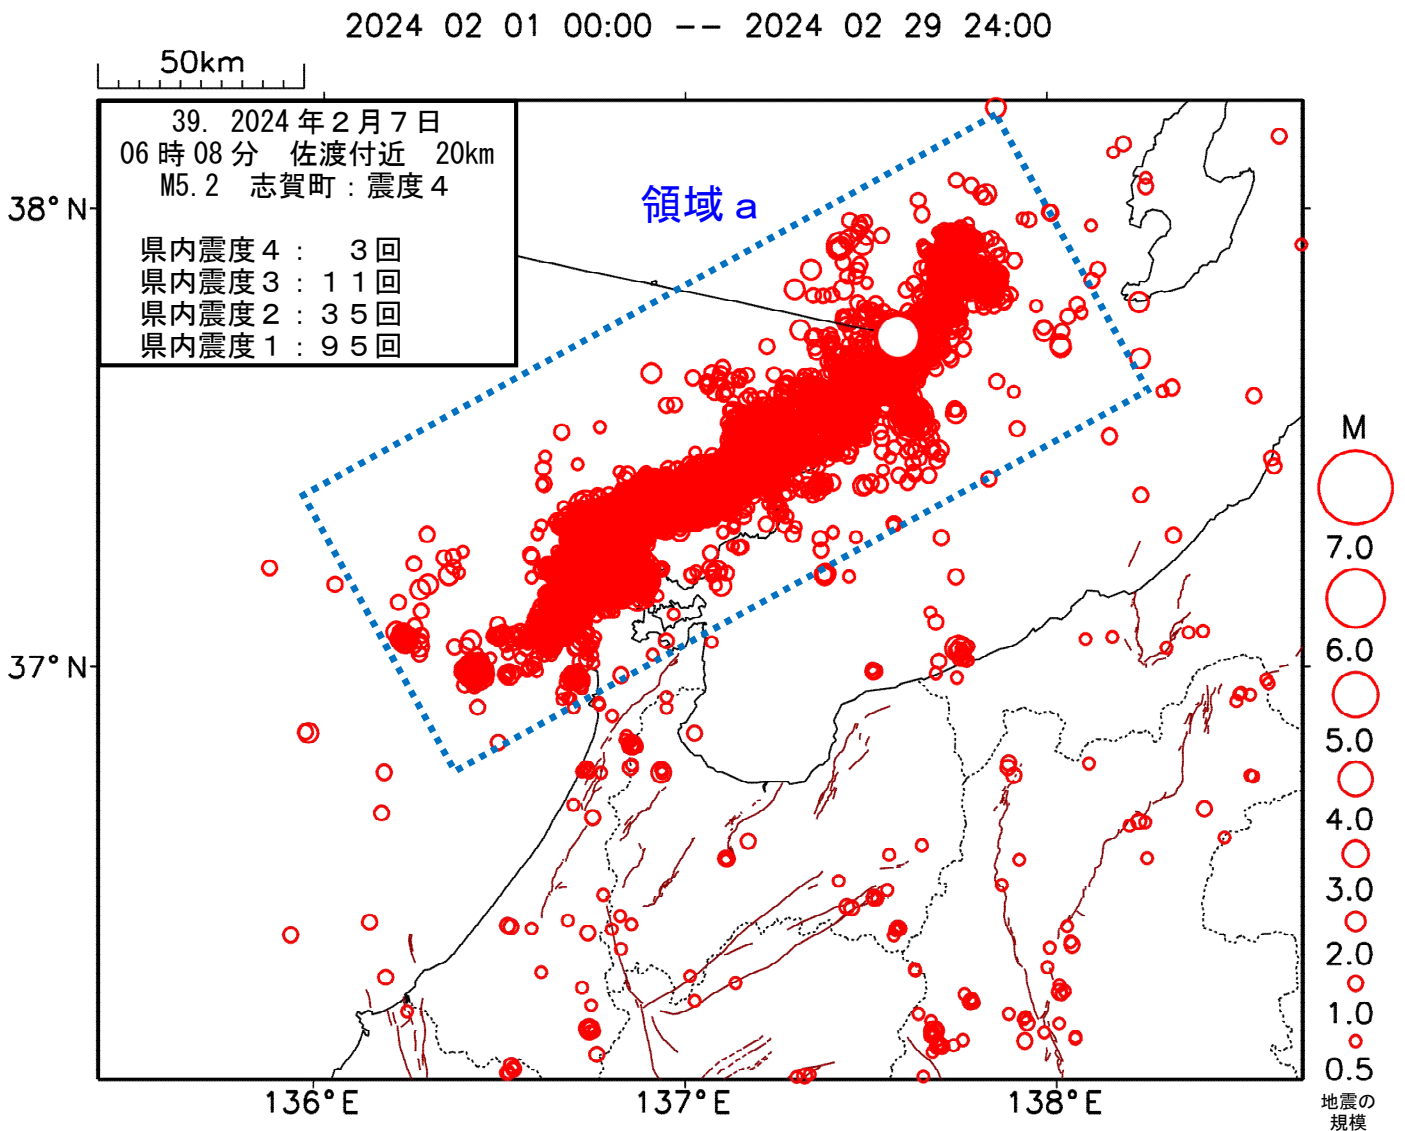 2024 02 01 00:00 -- 2024 02 29 24:00
50km
39. 2024年2月7日
06時08分 佐渡付近 20km
M5.2 志賀町：震度4
県内震度4： 3回
県内震度3：11回
県内震度2：35回
県内震度1：95回
領域a
38°N
37°N
136°E
137°E
138°E
M
7.0
6.0
5.0
4.0
3.0
2.0
1.0
0.5
地震の
規模